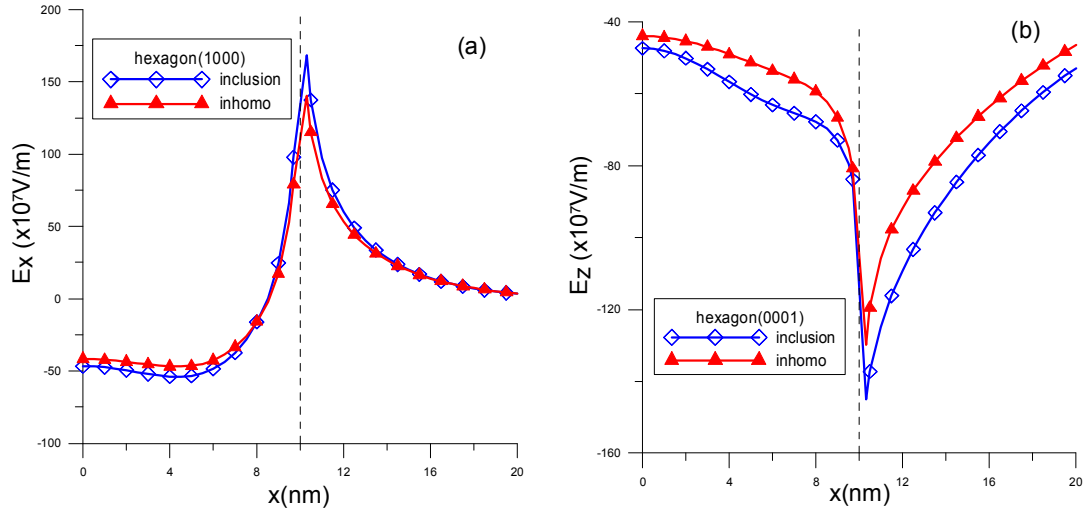 200
150
100
50
0
-50
-100
Ex (x10⁷V/m)
hexagon(1000)
inclusion
inhomo
(a)
0 4 8 12 16 20
x(nm)
-40
-80
-120
-160
Ez (x10⁷V/m)
(b)
hexagon(0001)
inclusion
inhomo
0 4 8 12 16 20
x(nm)